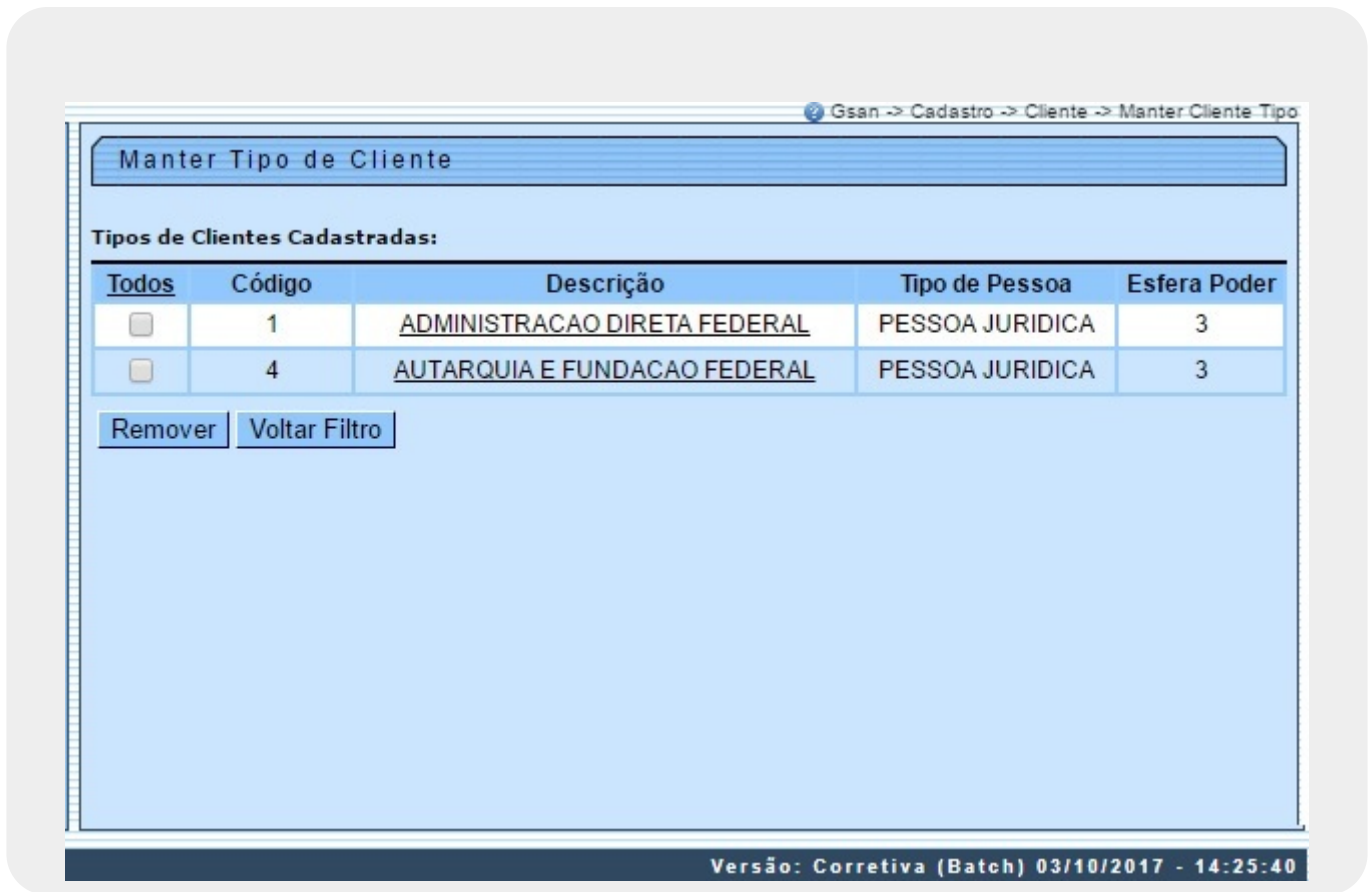 Gsan -> Cadastro -> Cliente -> Manter Cliente Tipo
Manter Tipo de Cliente
Tipos de Clientes Cadastradas:
Todos Código Descrição Tipo de Pessoa Esfera Poder
1 ADMINISTRACAO DIRETA FEDERAL PESSOA JURIDICA 3
4 AUTARQUIA E FUNDACAO FEDERAL PESSOA JURIDICA 3
Remover Voltar Filtro
Versão: Corretiva (Batch) 03/10/2017 - 14:25:40